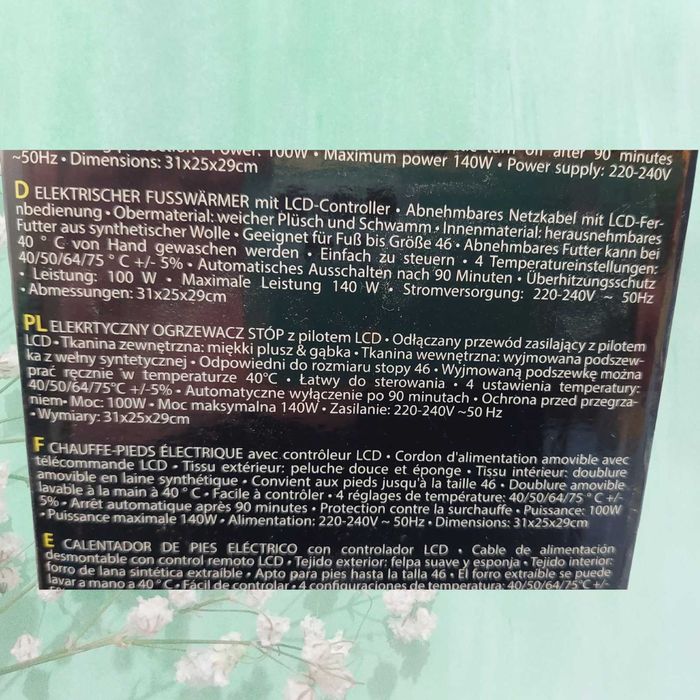 Power: 100W • Maximum power 140W • Power supply: 220-240V
~50Hz • Dimensions: 31x25x29cm
D ELEKTRISCHER FUSSWÄRMER mit LCD-Controller • Abnehmbares Netzkabel mit LCD-Fer-
nbedienung • Obermaterial: weicher Plüsch und Schwamm • Innenmaterial: herausnehmbares
Futter aus synthetischer Wolle • Geeignet für Fuß bis Größe 46 • Abnehmbares Futter kann bei
40 ° C von Hand gewaschen werden • Einfach zu steuern • 4 Temperatureinstellungen:
40/50/64/75 ° C +/- 5% • Automatisches Ausschalten nach 90 Minuten • Überhitzungsschutz
• Leistung: 100 W • Maximale Leistung 140 W • Stromversorgung: 220-240V ~ 50Hz
• Abmessungen: 31x25x29cm
PL ELEKRTYCZNY OGRZEWACZ STÓP z pilotem LCD • Odłączany przewód zasilający z pilotem
LCD • Tkanina zewnętrzna: miękki plusz & gąbka • Tkanina wewnętrzna: wyjmowana podszew-
ka z wełny syntetycznej • Odpowiedni do rozmiaru stopy 46 • Wyjmowaną podszewkę można
prać ręcznie w temperaturze 40°C • Łatwy do sterowania • 4 ustawienia temperatury:
40/50/64/75°C +/-5% • Automatyczne wyłączenie po 90 minutach • Ochrona przed przegrza-
niem• Moc: 100W • Moc maksymalna 140W • Zasilanie: 220-240V ~50 Hz
• Wymiary: 31x25x29cm
F CHAUFFE-PIEDS ÉLECTRIQUE avec contrôleur LCD • Cordon d'alimentation amovible avec
télécommande LCD • Tissu extérieur: peluche douce et éponge • Tissu intérieur: doublure
amovible en laine synthétique • Convient aux pieds jusqu'à la taille 46 • Doublure amovible
lavable à la main à 40 ° C • Facile à contrôler • 4 réglages de température: 40/50/64/75 ° C +/-
5% • Arrêt automatique après 90 minutes • Protection contre la surchauffe • Puissance: 100W
• Puissance maximale 140W • Alimentation: 220-240V ~ 50Hz • Dimensions: 31x25x29cm
E CALENTADOR DE PIES ELÉCTRICO con controlador LCD • Cable de alimentación
desmontable con control remoto LCD • Tejido exterior: felpa suave y esponja • Tejido interior:
forro de lana sintética extraíble • Apto para pies hasta la talla 46 • El forro extraíble se puede
lavar a mano a 40 ° C • Fácil de controlar • 4 configuraciones de temperatura: 40/50/64/75 ° C +/-